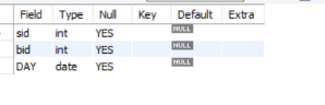 Field Type Null Key Default Extra
sid int YES NULL
bid int YES NULL
DAY date YES NULL